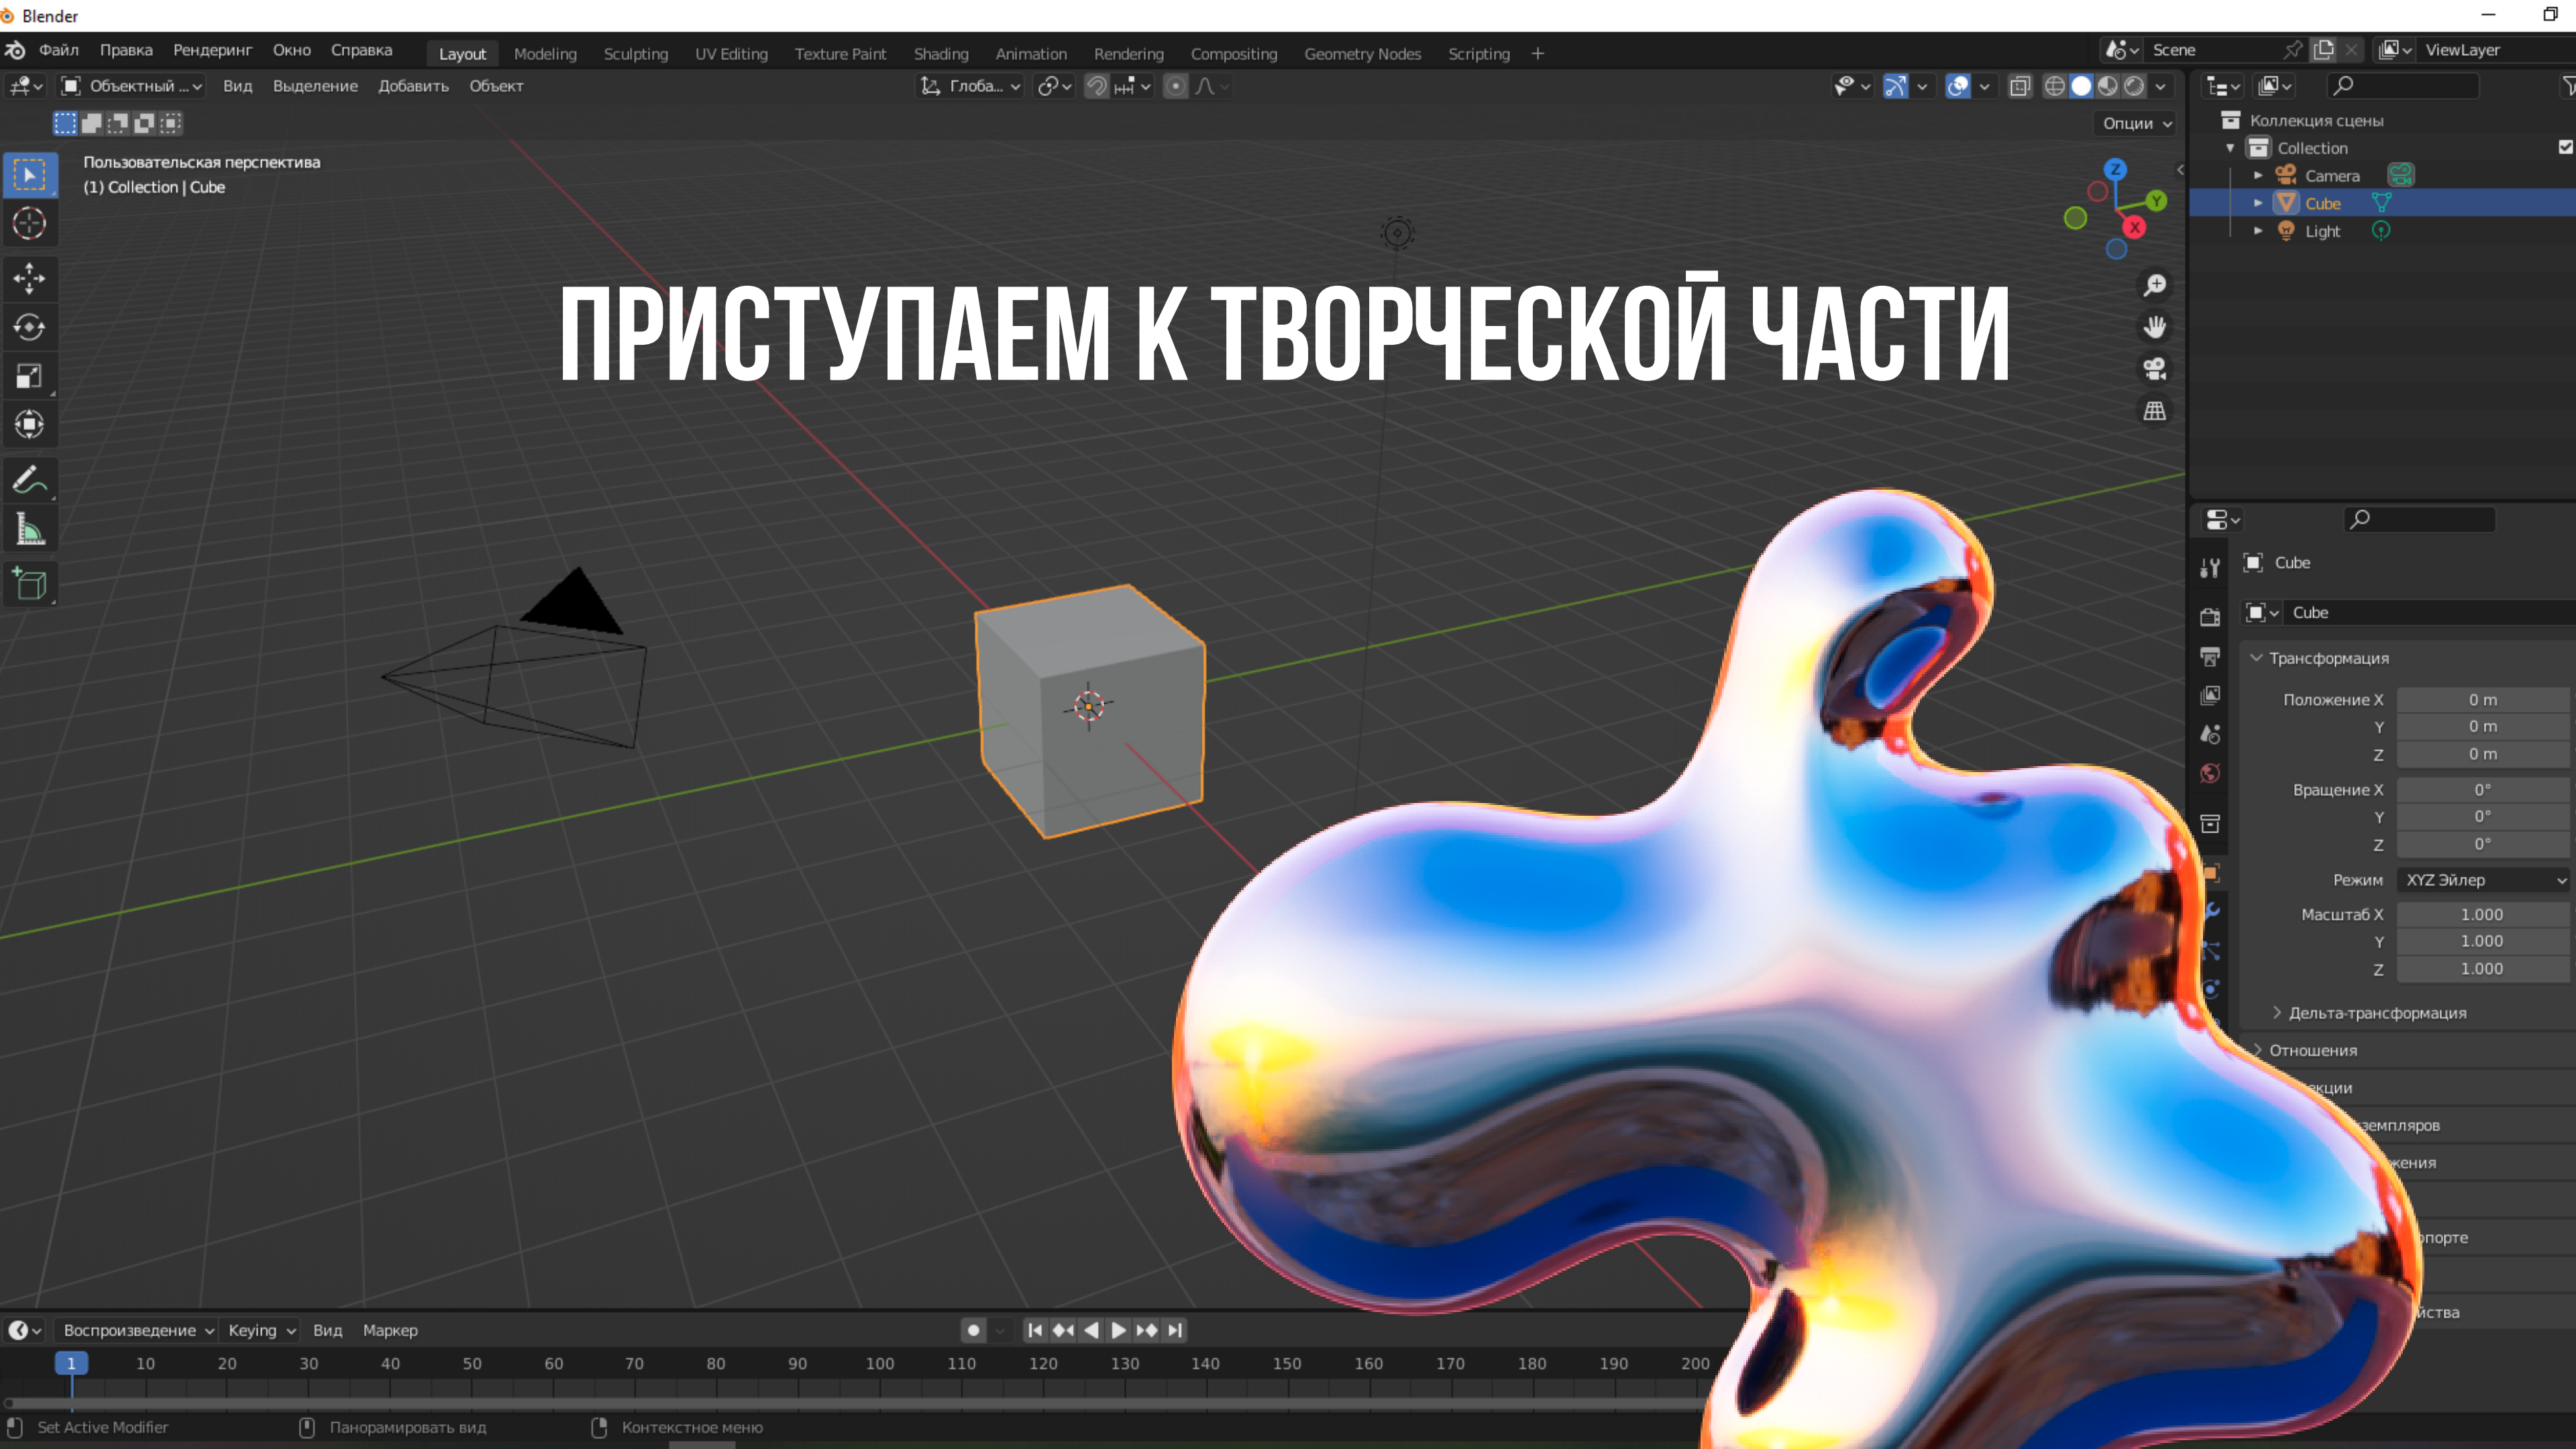 Blender
Файл Правка Рендеринг Окно Справка Layout Modeling Sculpting UV Editing Texture Paint Shading Animation Rendering Compositing Geometry Nodes Scripting + Scene ViewLayer
Объектный ... Вид Выделение Добавить Объект Глоба...
Опции
Пользовательская перспектива
(1) Collection | Cube
Z
Y
X
Коллекция сцены
Collection
Camera
Cube
Light
ПРИСТУПАЕМ К ТВОРЧЕСКОЙ ЧАСТИ
Cube
Cube
Трансформация
Положение X 0 m
Y 0 m
Z 0 m
Вращение X 0°
Y 0°
Z 0°
Режим XYZ Эйлер
Масштаб X 1.000
Y 1.000
Z 1.000
Дельта-трансформация
Отношения
екции
земпляров
жения
порте
йства
Воспроизведение Keying Вид Маркер
1 10 20 30 40 50 60 70 80 90 100 110 120 130 140 150 160 170 180 190 200
Set Active Modifier Панорамировать вид Контекстное меню